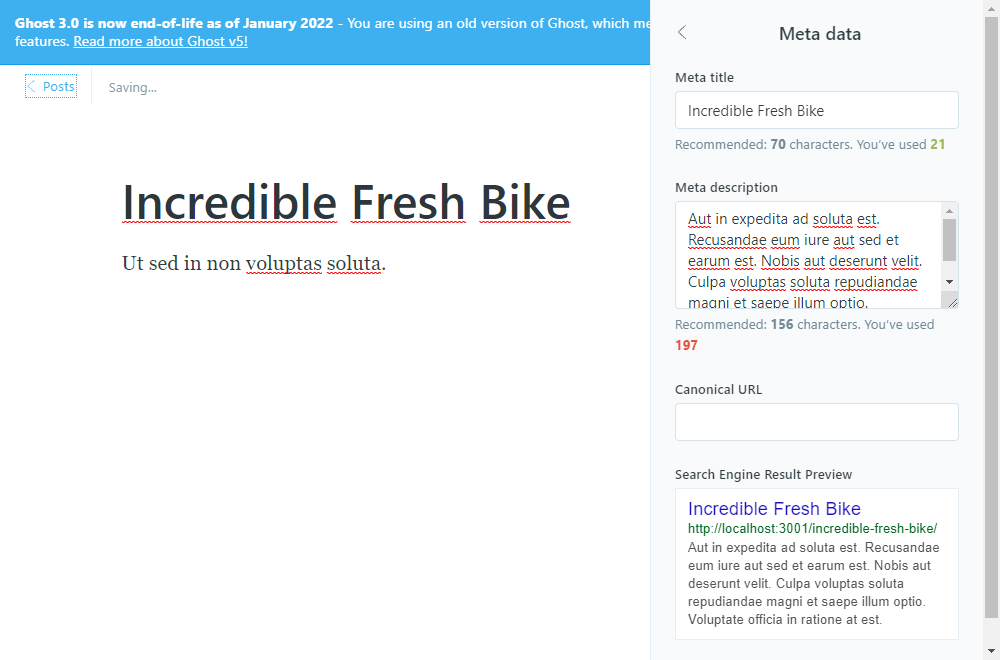 Ghost 3.0 is now end-of-life as of January 2022 - You are using an old version of Ghost, which me
features. Read more about Ghost v5!
Posts
Saving...
Incredible Fresh Bike
Ut sed in non voluptas soluta.
Meta data
Meta title
Incredible Fresh Bike
Recommended: 70 characters. You've used 21
Meta description
Aut in expedita ad soluta est.
Recusandae eum iure aut sed et
earum est. Nobis aut deserunt velit.
Culpa voluptas soluta repudiandae
magni et saepe illum optio.
Recommended: 156 characters. You've used
197
Canonical URL
Search Engine Result Preview
Incredible Fresh Bike
http://localhost:3001/incredible-fresh-bike/
Aut in expedita ad soluta est. Recusandae
eum iure aut sed et earum est. Nobis aut
deserunt velit. Culpa voluptas soluta
repudiandae magni et saepe illum optio.
Voluptate officia in ratione at est.